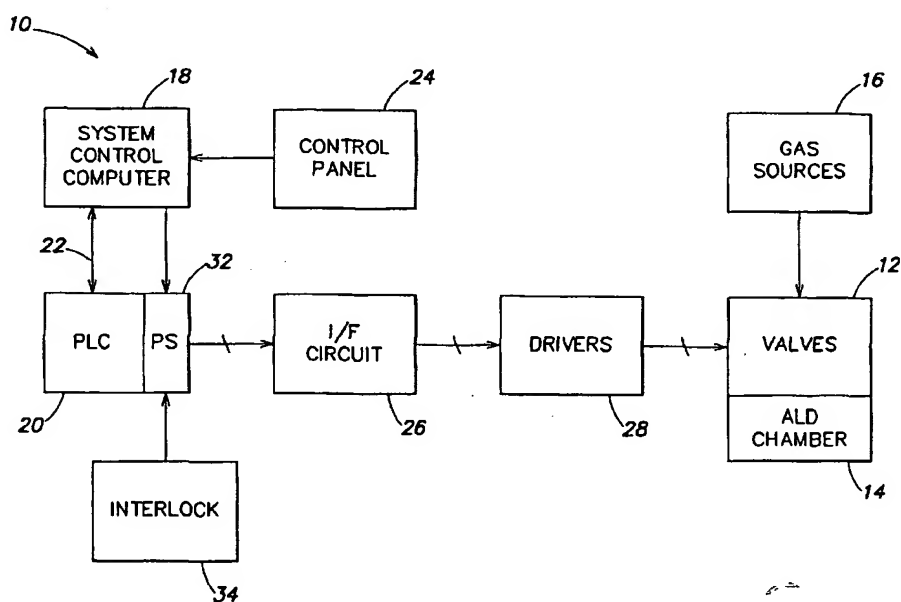 10
18
24
16
SYSTEM
CONTROL
COMPUTER
CONTROL
PANEL
GAS
SOURCES
22
32
12
PLC
PS
I/F
CIRCUIT
DRIVERS
VALVES
20
26
28
ALD
CHAMBER
14
INTERLOCK
34